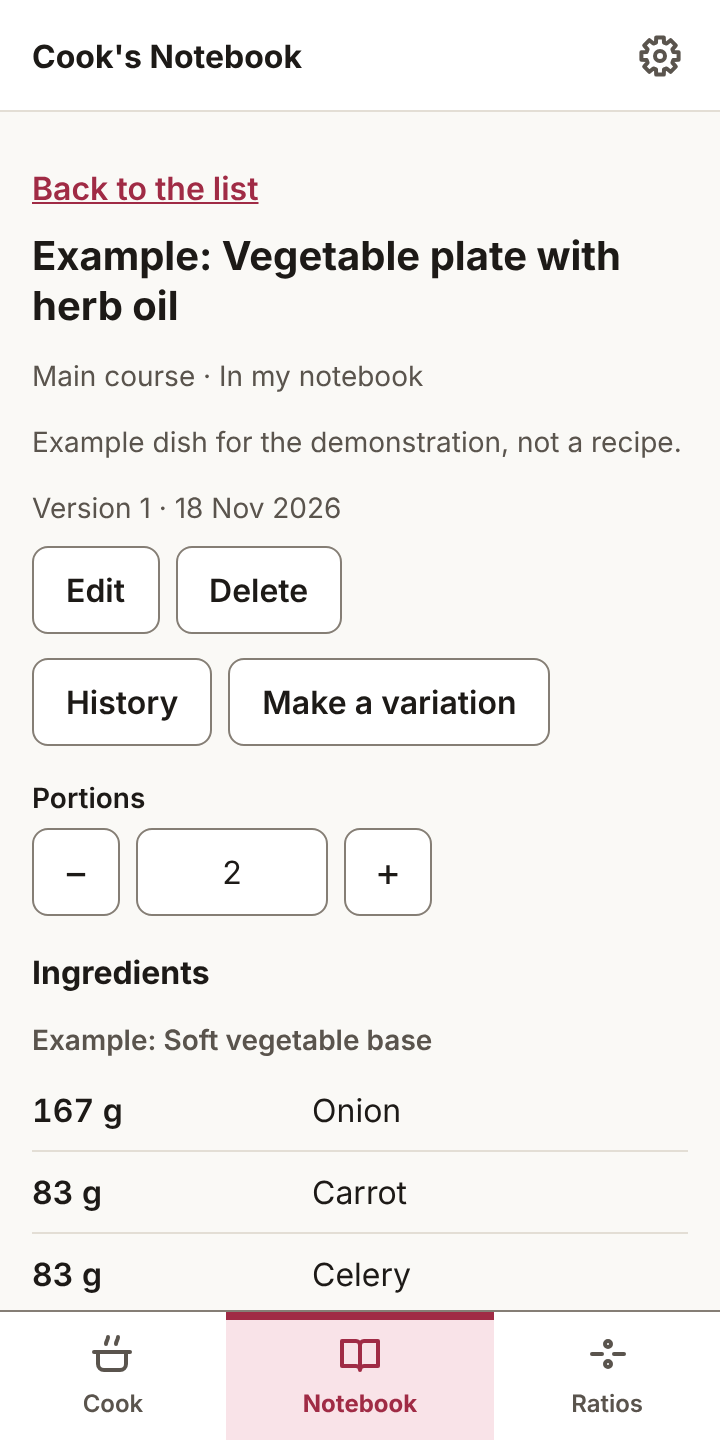 Cook's Notebook
Back to the list
Example: Vegetable plate with
herb oil
Main course · In my notebook
Example dish for the demonstration, not a recipe.
Version 1 · 18 Nov 2026
Edit Delete
History Make a variation
Portions
− 2 +
Ingredients
Example: Soft vegetable base
167 g Onion
83 g Carrot
83 g Celery
Cook Notebook Ratios